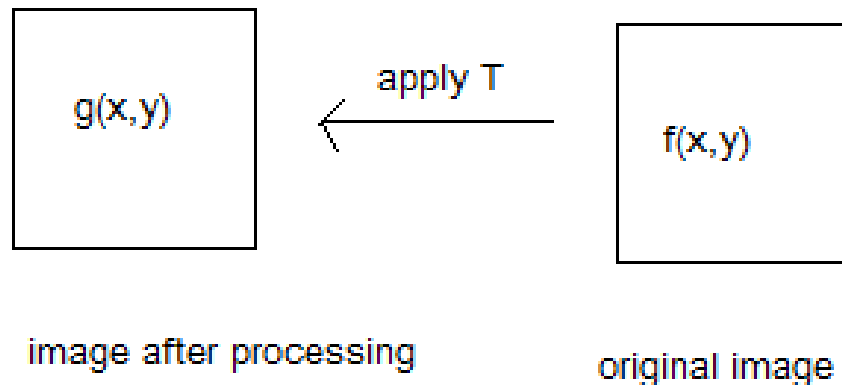 g(x,y)
apply T
f(x,y)
image after processing
original image